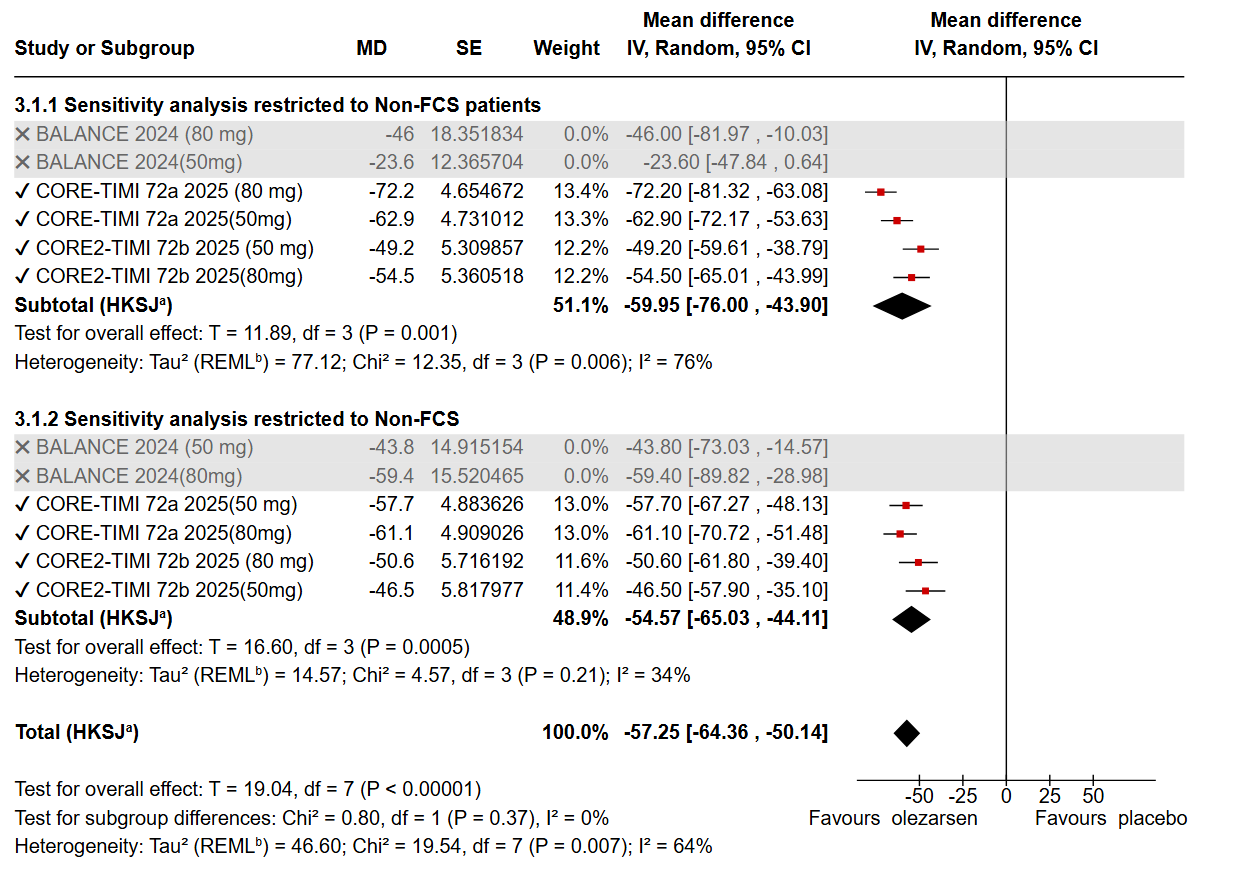 Mean difference Mean difference
Study or Subgroup MD SE Weight IV, Random, 95% CI IV, Random, 95% CI
3.1.1 Sensitivity analysis restricted to Non-FCS patients
✕ BALANCE 2024 (80 mg) -46 18.351834 0.0% -46.00 [-81.97 , -10.03]
✕ BALANCE 2024(50mg) -23.6 12.365704 0.0% -23.60 [-47.84 , 0.64]
✓ CORE-TIMI 72a 2025 (80 mg) -72.2 4.654672 13.4% -72.20 [-81.32 , -63.08]
✓ CORE-TIMI 72a 2025(50mg) -62.9 4.731012 13.3% -62.90 [-72.17 , -53.63]
✓ CORE2-TIMI 72b 2025 (50 mg) -49.2 5.309857 12.2% -49.20 [-59.61 , -38.79]
✓ CORE2-TIMI 72b 2025(80mg) -54.5 5.360518 12.2% -54.50 [-65.01 , -43.99]
Subtotal (HKSJᵃ) 51.1% -59.95 [-76.00 , -43.90]
Test for overall effect: T = 11.89, df = 3 (P = 0.001)
Heterogeneity: Tau² (REMLᵇ) = 77.12; Chi² = 12.35, df = 3 (P = 0.006); I² = 76%
3.1.2 Sensitivity analysis restricted to Non-FCS
✕ BALANCE 2024 (50 mg) -43.8 14.915154 0.0% -43.80 [-73.03 , -14.57]
✕ BALANCE 2024(80mg) -59.4 15.520465 0.0% -59.40 [-89.82 , -28.98]
✓ CORE-TIMI 72a 2025(50 mg) -57.7 4.883626 13.0% -57.70 [-67.27 , -48.13]
✓ CORE-TIMI 72a 2025(80mg) -61.1 4.909026 13.0% -61.10 [-70.72 , -51.48]
✓ CORE2-TIMI 72b 2025 (80 mg) -50.6 5.716192 11.6% -50.60 [-61.80 , -39.40]
✓ CORE2-TIMI 72b 2025(50mg) -46.5 5.817977 11.4% -46.50 [-57.90 , -35.10]
Subtotal (HKSJᵃ) 48.9% -54.57 [-65.03 , -44.11]
Test for overall effect: T = 16.60, df = 3 (P = 0.0005)
Heterogeneity: Tau² (REMLᵇ) = 14.57; Chi² = 4.57, df = 3 (P = 0.21); I² = 34%
Total (HKSJᵃ) 100.0% -57.25 [-64.36 , -50.14]
Test for overall effect: T = 19.04, df = 7 (P < 0.00001)
Test for subgroup differences: Chi² = 0.80, df = 1 (P = 0.37), I² = 0%
Heterogeneity: Tau² (REMLᵇ) = 46.60; Chi² = 19.54, df = 7 (P = 0.007); I² = 64%
-50 -25 0 25 50
Favours olezarsen Favours placebo